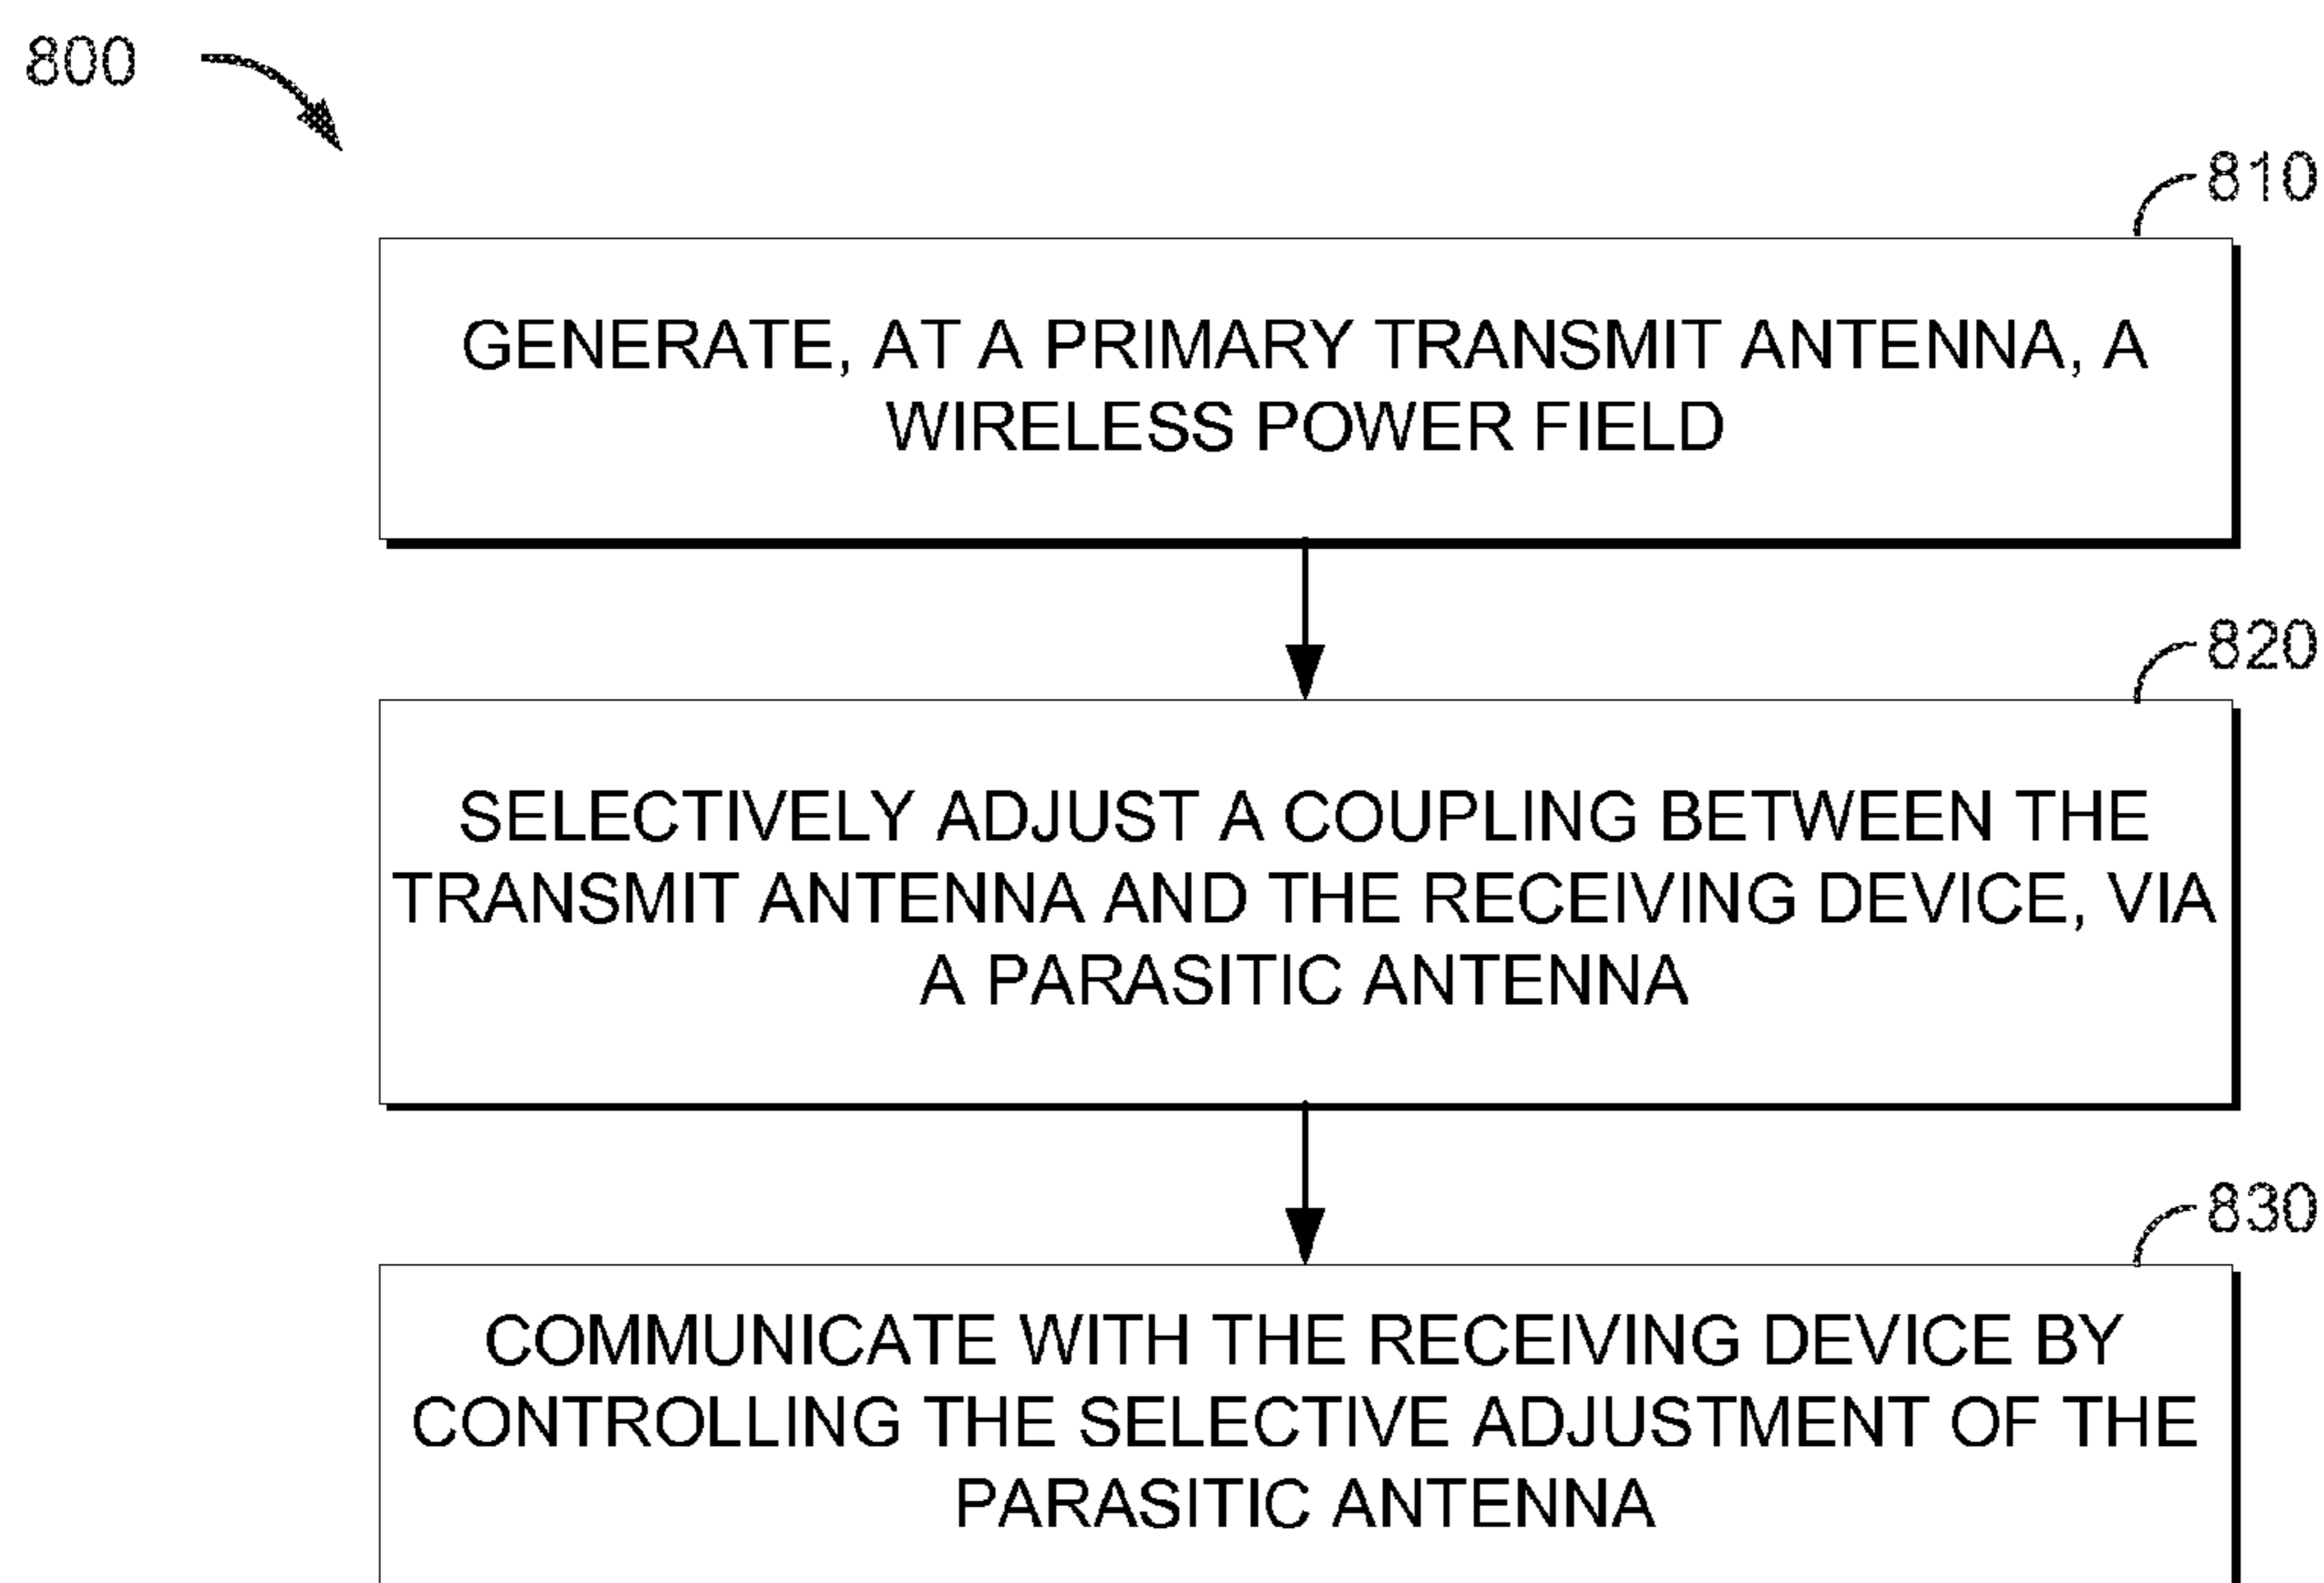 800
810
GENERATE, AT A PRIMARY TRANSMIT ANTENNA, A
WIRELESS POWER FIELD
820
SELECTIVELY ADJUST A COUPLING BETWEEN THE
TRANSMIT ANTENNA AND THE RECEIVING DEVICE, VIA
A PARASITIC ANTENNA
830
COMMUNICATE WITH THE RECEIVING DEVICE BY
CONTROLLING THE SELECTIVE ADJUSTMENT OF THE
PARASITIC ANTENNA